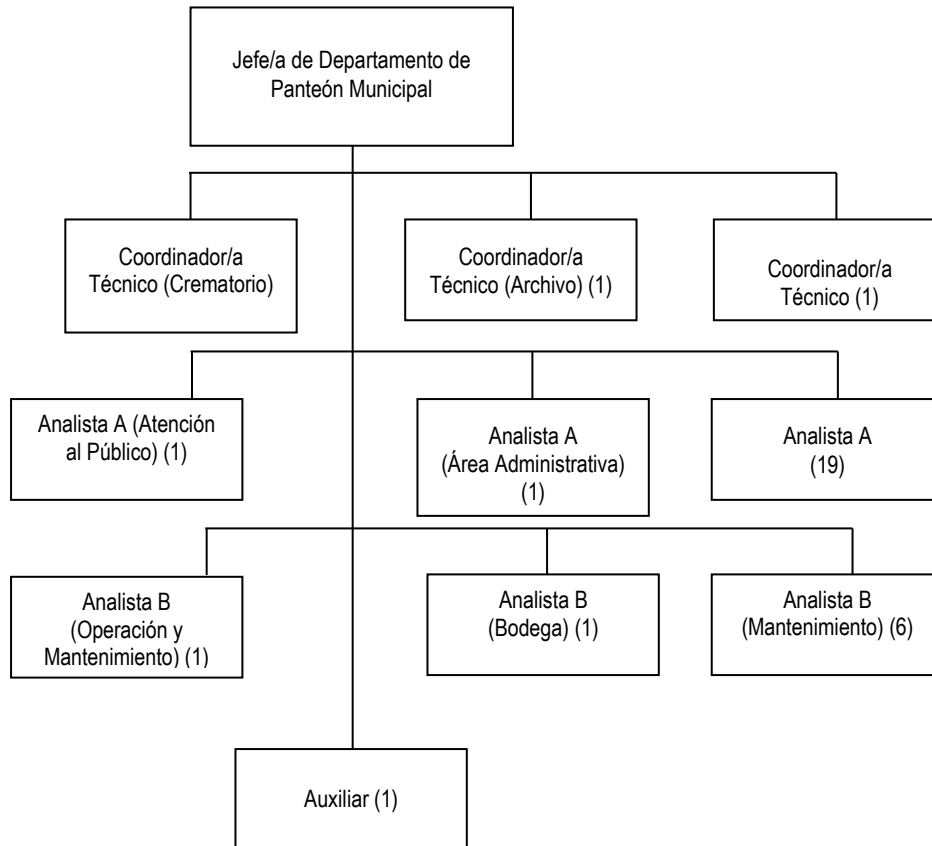 Jefe/a de Departamento de
Panteón Municipal
Coordinador/a
Técnico (Crematorio)
Coordinador/a
Técnico (Archivo) (1)
Coordinador/a
Técnico (1)
Analista A (Atención
al Público) (1)
Analista A
(Área Administrativa)
(1)
Analista A
(19)
Analista B
(Operación y
Mantenimiento) (1)
Analista B
(Bodega) (1)
Analista B
(Mantenimiento) (6)
Auxiliar (1)